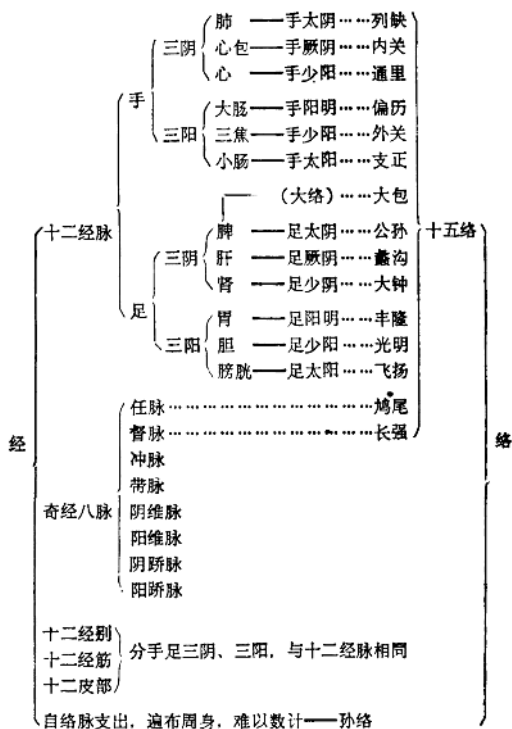 肺——手太阴……列缺
三阴 心包——手厥阴……内关
心——手少阴……通里
手
大肠——手阳明……偏历
三阳 三焦——手少阳……外关
小肠——手太阳……支正
(大络)……大包
十二经脉 脾——足太阴……公孙 十五络
三阴 肝——足厥阴……蠡沟
肾——足少阴……大钟
足
胃——足阳明……丰隆
三阳 胆——足少阳……光明
膀胱——足太阳……飞扬
任脉………………………………鸠尾
督脉………………………………长强
经 络
冲脉
带脉
奇经八脉 阴维脉
阳维脉
阴跷脉
阳跷脉
十二经别
十二经筋 分手足三阴、三阳,与十二经脉相同
十二皮部
自络脉支出,遍布周身,难以数计——孙络